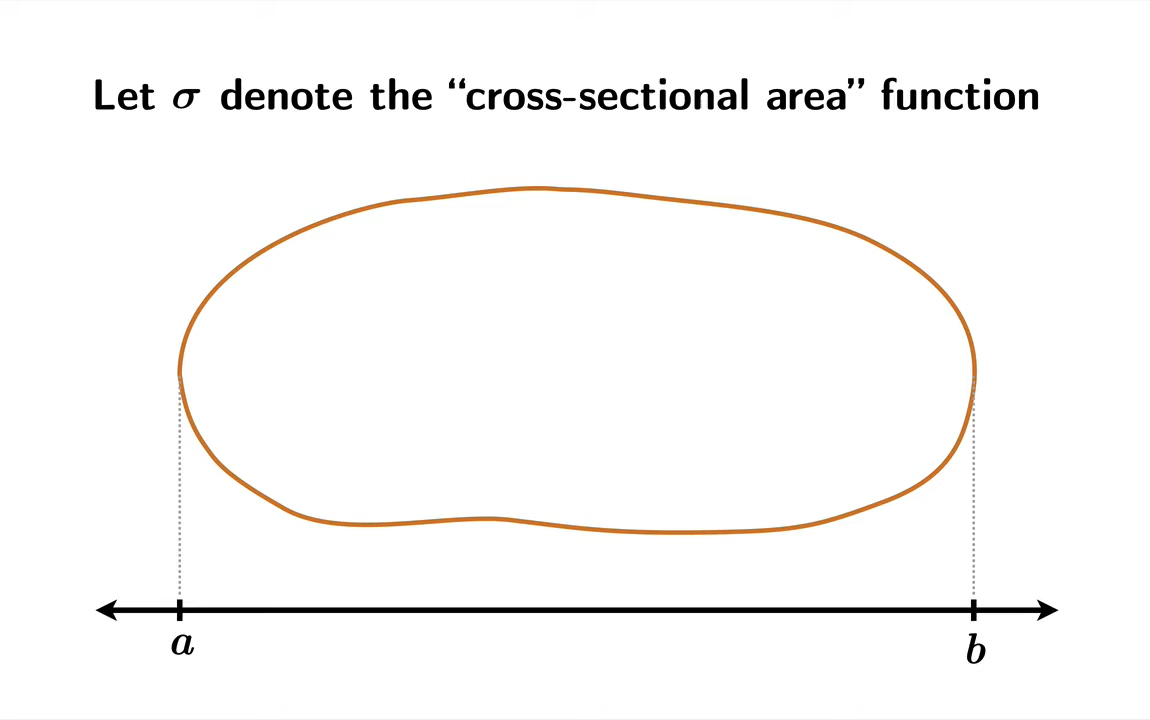 Let σ denote the “cross-sectional area” function
a
b